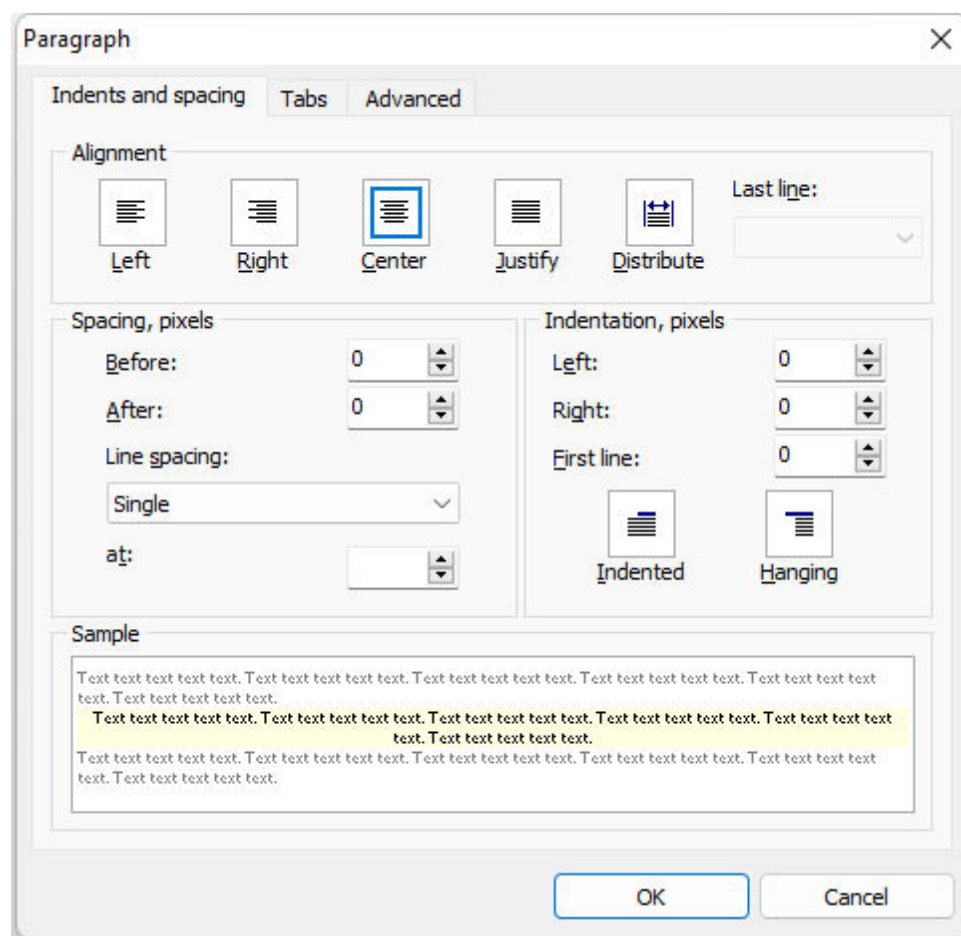 Paragraph
Indents and spacing Tabs Advanced
Alignment
Last line:
Left Right Center Justify Distribute
Spacing, pixels
Before: 0
After: 0
Line spacing:
Single
at:
Indentation, pixels
Left: 0
Right: 0
First line: 0
Indented Hanging
Sample
Text text text text text. Text text text text text. Text text text text text. Text text text text text. Text text text text
text. Text text text text text.
Text text text text text. Text text text text text. Text text text text text. Text text text text text. Text text text text
text. Text text text text text.
Text text text text text. Text text text text text. Text text text text text. Text text text text text. Text text text text
text. Text text text text text.
OK Cancel